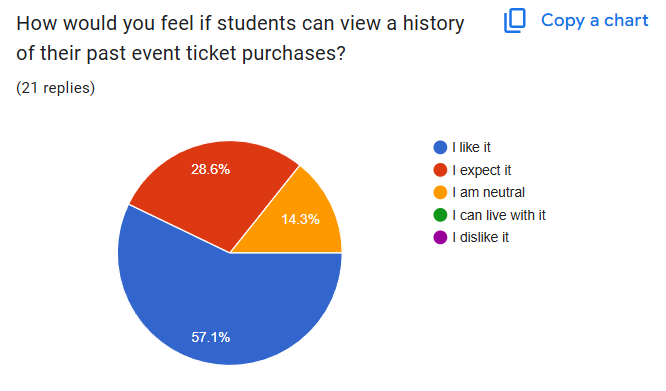 How would you feel if students can view a history
of their past event ticket purchases?
Copy a chart
(21 replies)
I like it
I expect it
I am neutral
I can live with it
I dislike it
28.6%
14.3%
57.1%